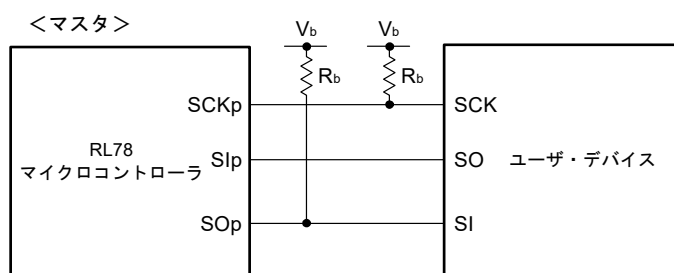 ＜マスタ＞
Vb
Vb
Rb
Rb
SCKp
SCK
RL78
マイクロコントローラ
SIp
SO
ユーザ・デバイス
SOp
SI